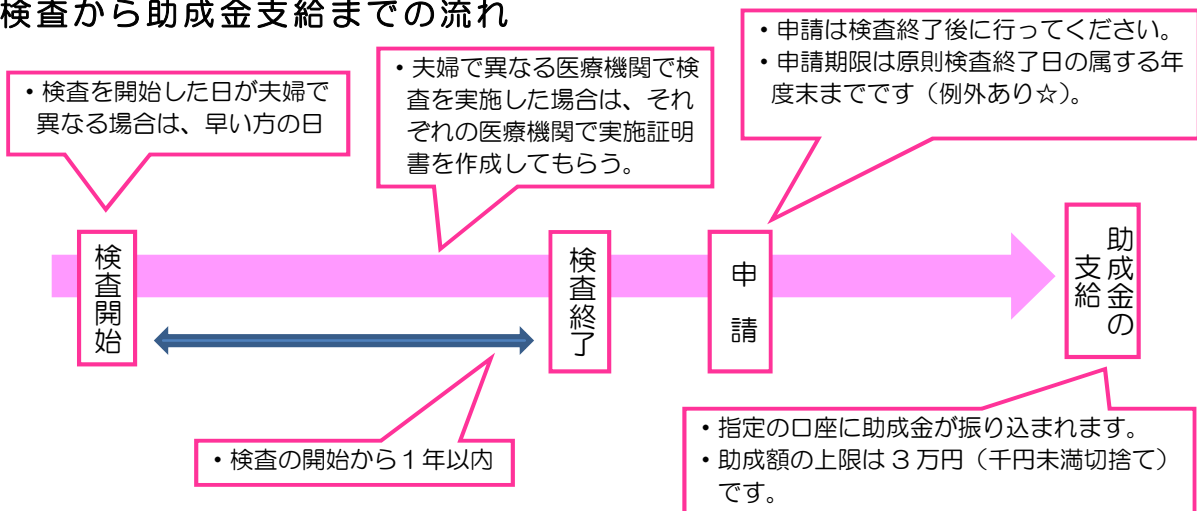 検査から助成金支給までの流れ
・検査を開始した日が夫婦で
異なる場合は、早い方の日
・夫婦で異なる医療機関で検
査を実施した場合は、それ
ぞれの医療機関で実施証明
書を作成してもらう。
・申請は検査終了後に行ってください。
・申請期限は原則検査終了日の属する年
度末までです（例外あり☆）。
検査開始
検査終了
申請
助成金の
支給
・検査の開始から１年以内
・指定の口座に助成金が振り込まれます。
・助成額の上限は３万円（千円未満切捨て）
です。